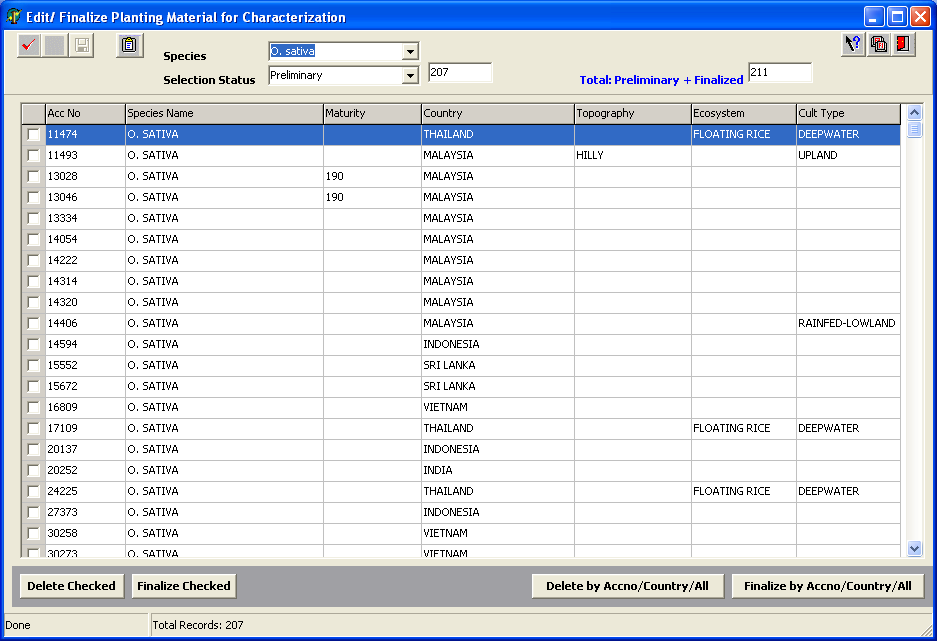 Edit/ Finalize Planting Material for Characterization
Species O. sativa
Selection Status Preliminary 207 Total: Preliminary + Finalized 211
Acc No Species Name Maturity Country Topography Ecosystem Cult Type
11474 O. SATIVA THAILAND FLOATING RICE DEEPWATER
11493 O. SATIVA MALAYSIA HILLY UPLAND
13028 O. SATIVA 190 MALAYSIA
13046 O. SATIVA 190 MALAYSIA
13334 O. SATIVA MALAYSIA
14054 O. SATIVA MALAYSIA
14222 O. SATIVA MALAYSIA
14314 O. SATIVA MALAYSIA
14320 O. SATIVA MALAYSIA
14406 O. SATIVA MALAYSIA RAINFED-LOWLAND
14594 O. SATIVA INDONESIA
15552 O. SATIVA SRI LANKA
15672 O. SATIVA SRI LANKA
16809 O. SATIVA VIETNAM
17109 O. SATIVA THAILAND FLOATING RICE DEEPWATER
20137 O. SATIVA INDONESIA
20252 O. SATIVA INDIA
24225 O. SATIVA THAILAND FLOATING RICE DEEPWATER
27373 O. SATIVA INDONESIA
30258 O. SATIVA VIETNAM
30273 O. SATIVA VIETNAM
Delete Checked Finalize Checked Delete by Accno/Country/All Finalize by Accno/Country/All
Done Total Records: 207